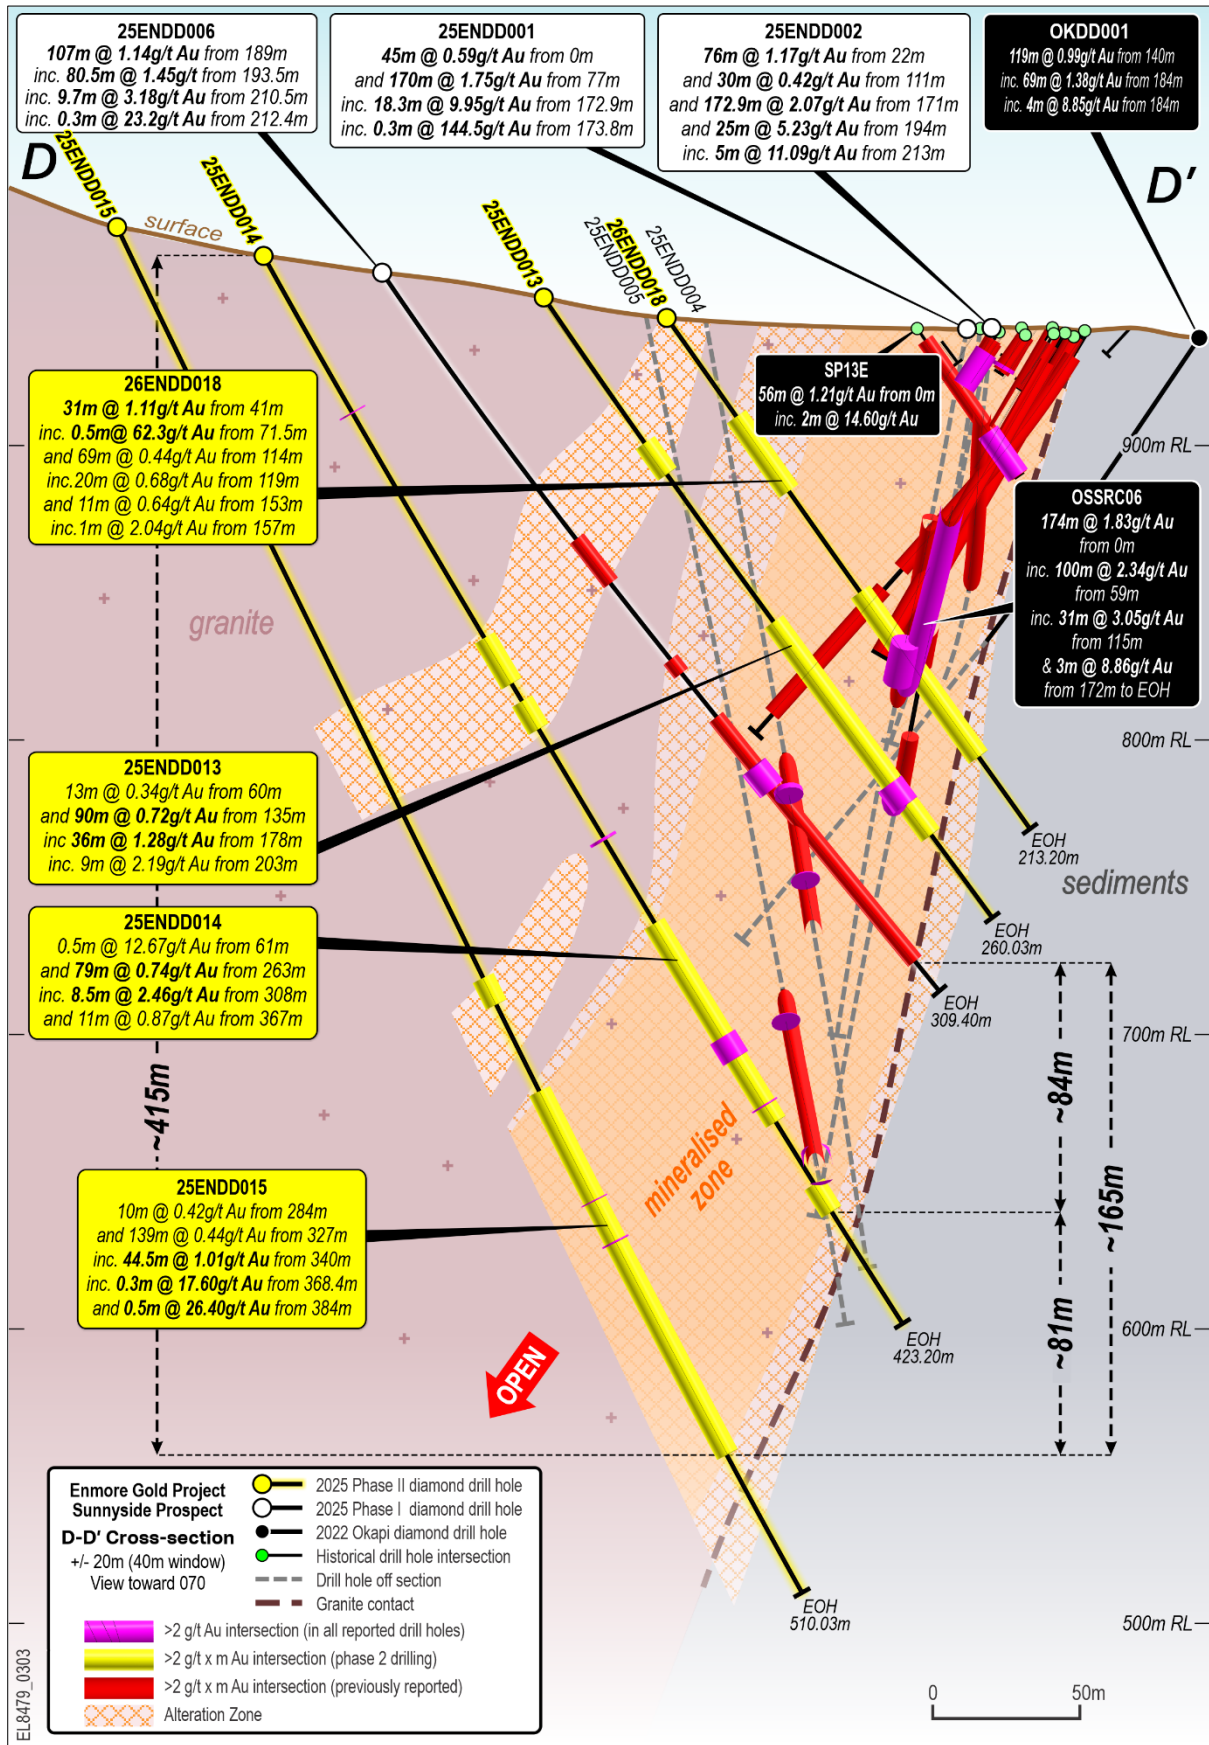 25ENDD006
107m @ 1.14g/t Au from 189m
inc. 80.5m @ 1.45g/t from 193.5m
inc. 9.7m @ 3.18g/t Au from 210.5m
inc. 0.3m @ 23.2g/t Au from 212.4m
25ENDD001
45m @ 0.59g/t Au from 0m
and 170m @ 1.75g/t Au from 77m
inc. 18.3m @ 9.95g/t Au from 172.9m
inc. 0.3m @ 144.5g/t Au from 173.8m
25ENDD002
76m @ 1.17g/t Au from 22m
and 30m @ 0.42g/t Au from 111m
and 172.9m @ 2.07g/t Au from 171m
and 25m @ 5.23g/t Au from 194m
inc. 5m @ 11.09g/t Au from 213m
OKDD001
119m @ 0.99g/t Au from 140m
inc. 69m @ 1.38g/t Au from 184m
inc. 4m @ 8.85g/t Au from 184m
D
D'
25ENDD015
25ENDD014
25ENDD013
25ENDD005
26ENDD018
25ENDD004
surface
26ENDD018
31m @ 1.11g/t Au from 41m
inc. 0.5m@ 62.3g/t Au from 71.5m
and 69m @ 0.44g/t Au from 114m
inc.20m @ 0.68g/t Au from 119m
and 11m @ 0.64g/t Au from 153m
inc.1m @ 2.04g/t Au from 157m
SP13E
56m @ 1.21g/t Au from 0m
inc. 2m @ 14.60g/t Au
900m RL
OSSRC06
174m @ 1.83g/t Au
from 0m
inc. 100m @ 2.34g/t Au
from 59m
inc. 31m @ 3.05g/t Au
from 115m
& 3m @ 8.86g/t Au
from 172m to EOH
granite
800m RL
25ENDD013
13m @ 0.34g/t Au from 60m
and 90m @ 0.72g/t Au from 135m
inc 36m @ 1.28g/t Au from 178m
inc. 9m @ 2.19g/t Au from 203m
EOH
213.20m
sediments
EOH
260.03m
25ENDD014
0.5m @ 12.67g/t Au from 61m
and 79m @ 0.74g/t Au from 263m
inc. 8.5m @ 2.46g/t Au from 308m
and 11m @ 0.87g/t Au from 367m
EOH
309.40m
700m RL
~415m
~84m
~165m
mineralised
zone
25ENDD015
10m @ 0.42g/t Au from 284m
and 139m @ 0.44g/t Au from 327m
inc. 44.5m @ 1.01g/t Au from 340m
inc. 0.3m @ 17.60g/t Au from 368.4m
and 0.5m @ 26.40g/t Au from 384m
~81m
600m RL
EOH
423.20m
OPEN
Enmore Gold Project
Sunnyside Prospect
D-D' Cross-section
+/- 20m (40m window)
View toward 070
2025 Phase II diamond drill hole
2025 Phase I diamond drill hole
2022 Okapi diamond drill hole
Historical drill hole intersection
Drill hole off section
Granite contact
>2 g/t Au intersection (in all reported drill holes)
>2 g/t x m Au intersection (phase 2 drilling)
>2 g/t x m Au intersection (previously reported)
Alteration Zone
EOH
510.03m
500m RL
0
50m
EL8479_0303